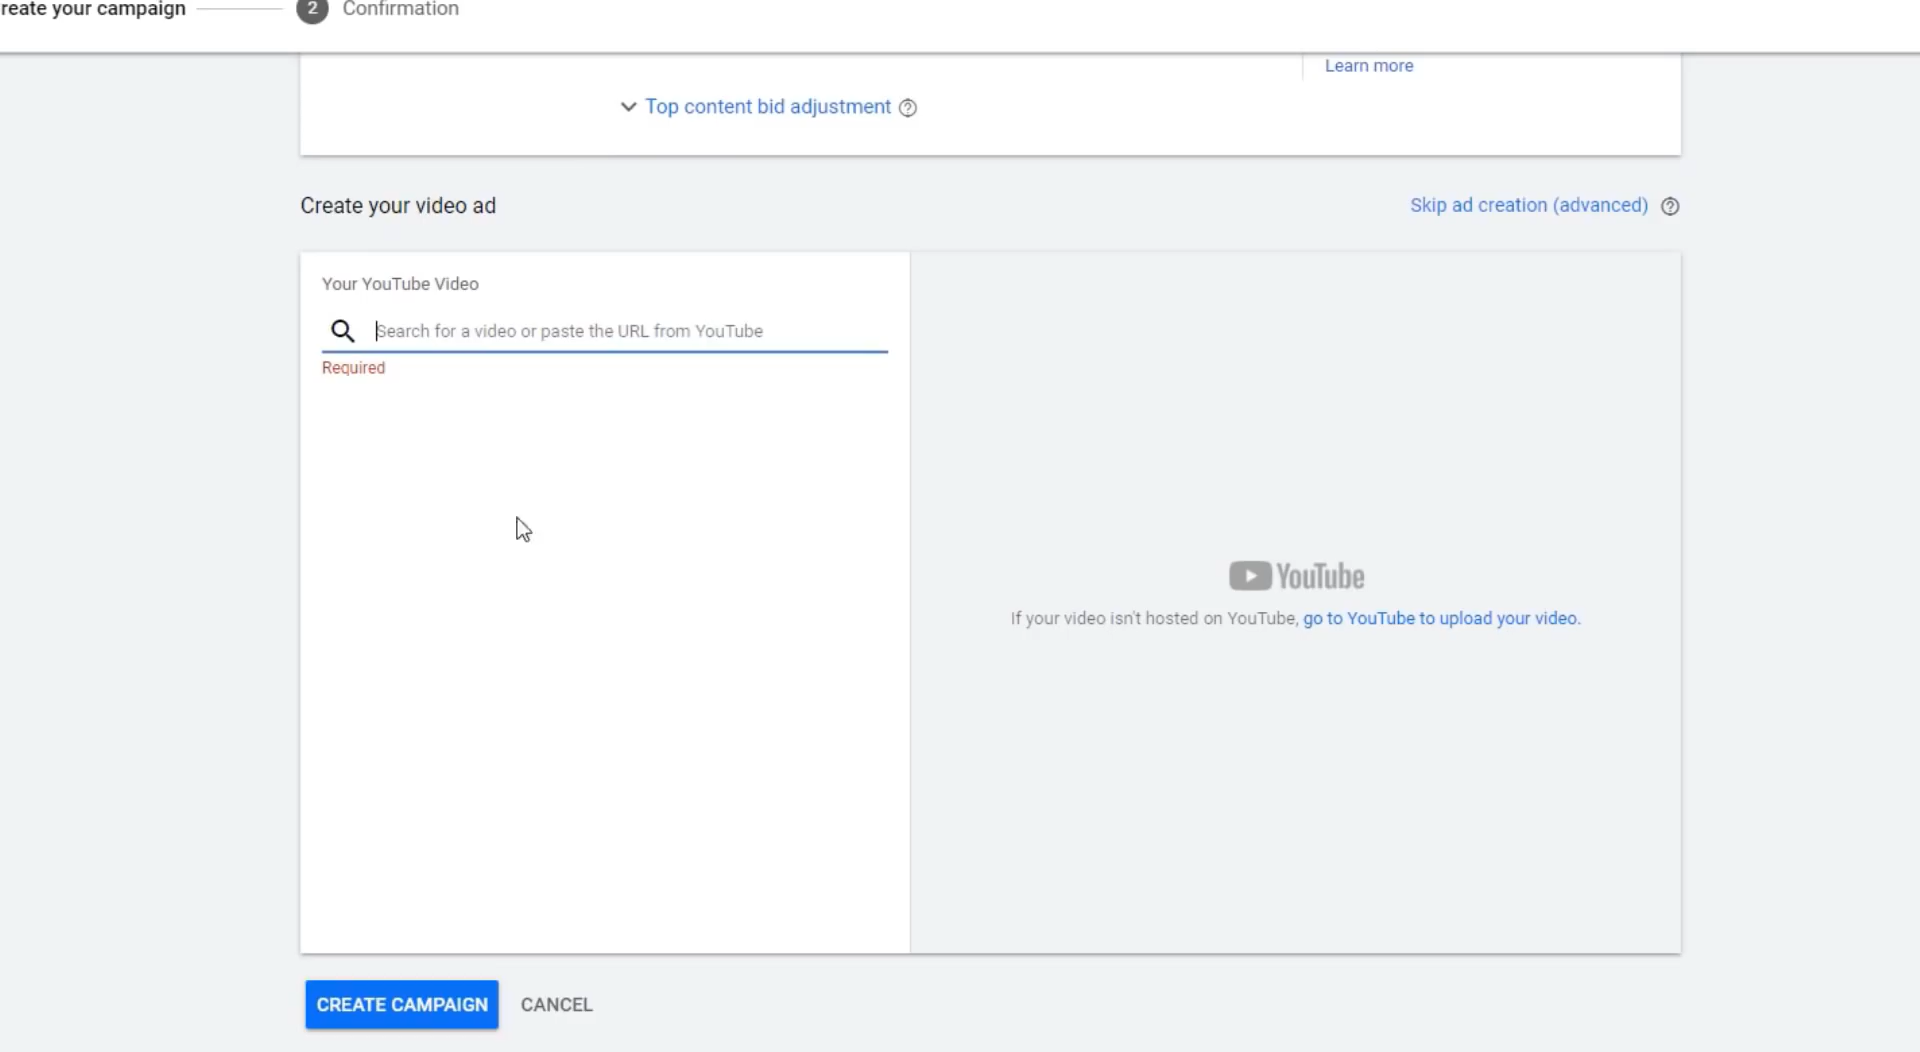 reate your campaign
2
Confirmation
Learn more
Top content bid adjustment
Create your video ad
Skip ad creation (advanced)
Your YouTube Video
Search for a video or paste the URL from YouTube
Required
YouTube
If your video isn't hosted on YouTube, go to YouTube to upload your video.
CREATE CAMPAIGN
CANCEL